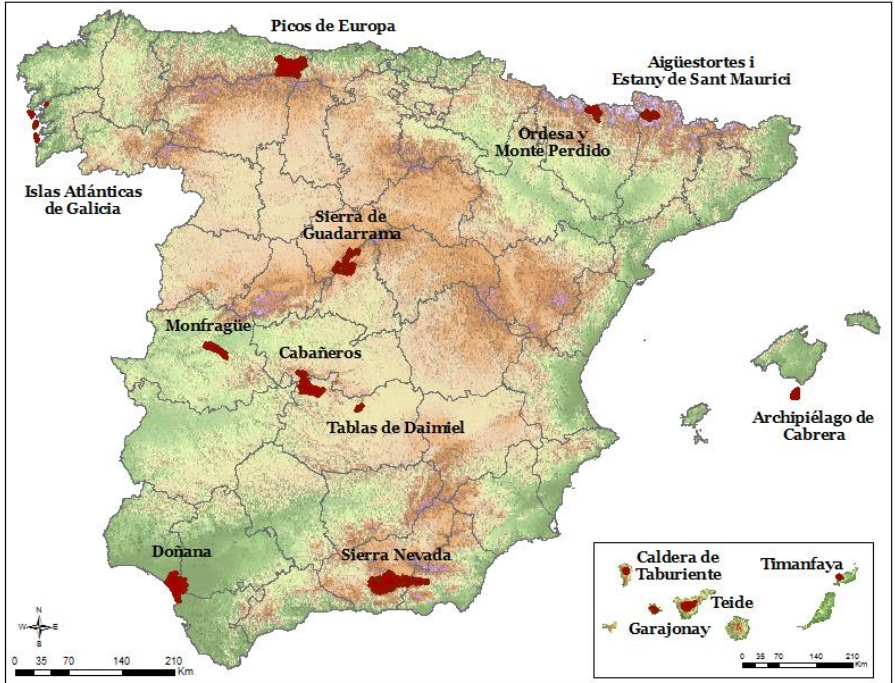 Picos de Europa
Aigüestortes i
Estany de Sant Maurici
Ordesa y
Monte Perdido
Islas Atlánticas
de Galicia
Sierra de
Guadarrama
Monfragüe
Cabañeros
Tablas de Daimiel
Archipiélago de
Cabrera
Doñana
Sierra Nevada
Caldera de
Taburiente
Timanfaya
Teide
Garajonay
N
W E
S
0 35 70 140 210
Km
0 35 70 140 210
Km